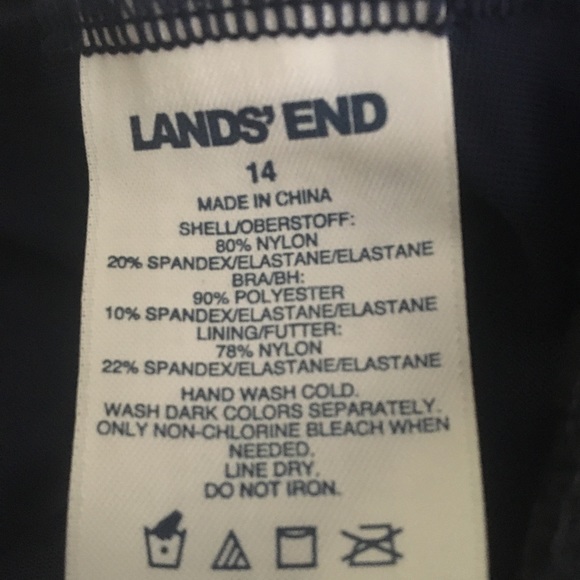 LANDS' END
14
MADE IN CHINA
SHELL/OBERSTOFF:
80% NYLON
20% SPANDEX/ELASTANE/ELASTANE
BRA/BH:
90% POLYESTER
10% SPANDEX/ELASTANE/ELASTANE
LINING/FUTTER:
78% NYLON
22% SPANDEX/ELASTANE/ELASTANE
HAND WASH COLD.
WASH DARK COLORS SEPARATELY.
ONLY NON-CHLORINE BLEACH WHEN
NEEDED.
LINE DRY.
DO NOT IRON.